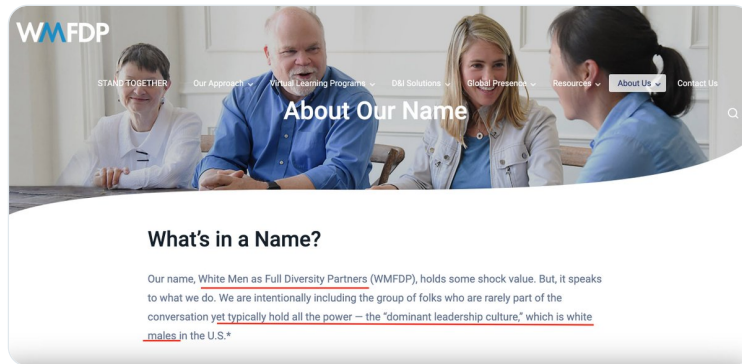 WMFDP
STAND TOGETHER Our Approach Virtual Learning Programs D&I Solutions Global Presence Resources About Us Contact Us
About Our Name
What's in a Name?
Our name, White Men as Full Diversity Partners (WMFDP), holds some shock value. But, it speaks
to what we do. We are intentionally including the group of folks who are rarely part of the
conversation yet typically hold all the power — the “dominant leadership culture,” which is white
males in the U.S.*